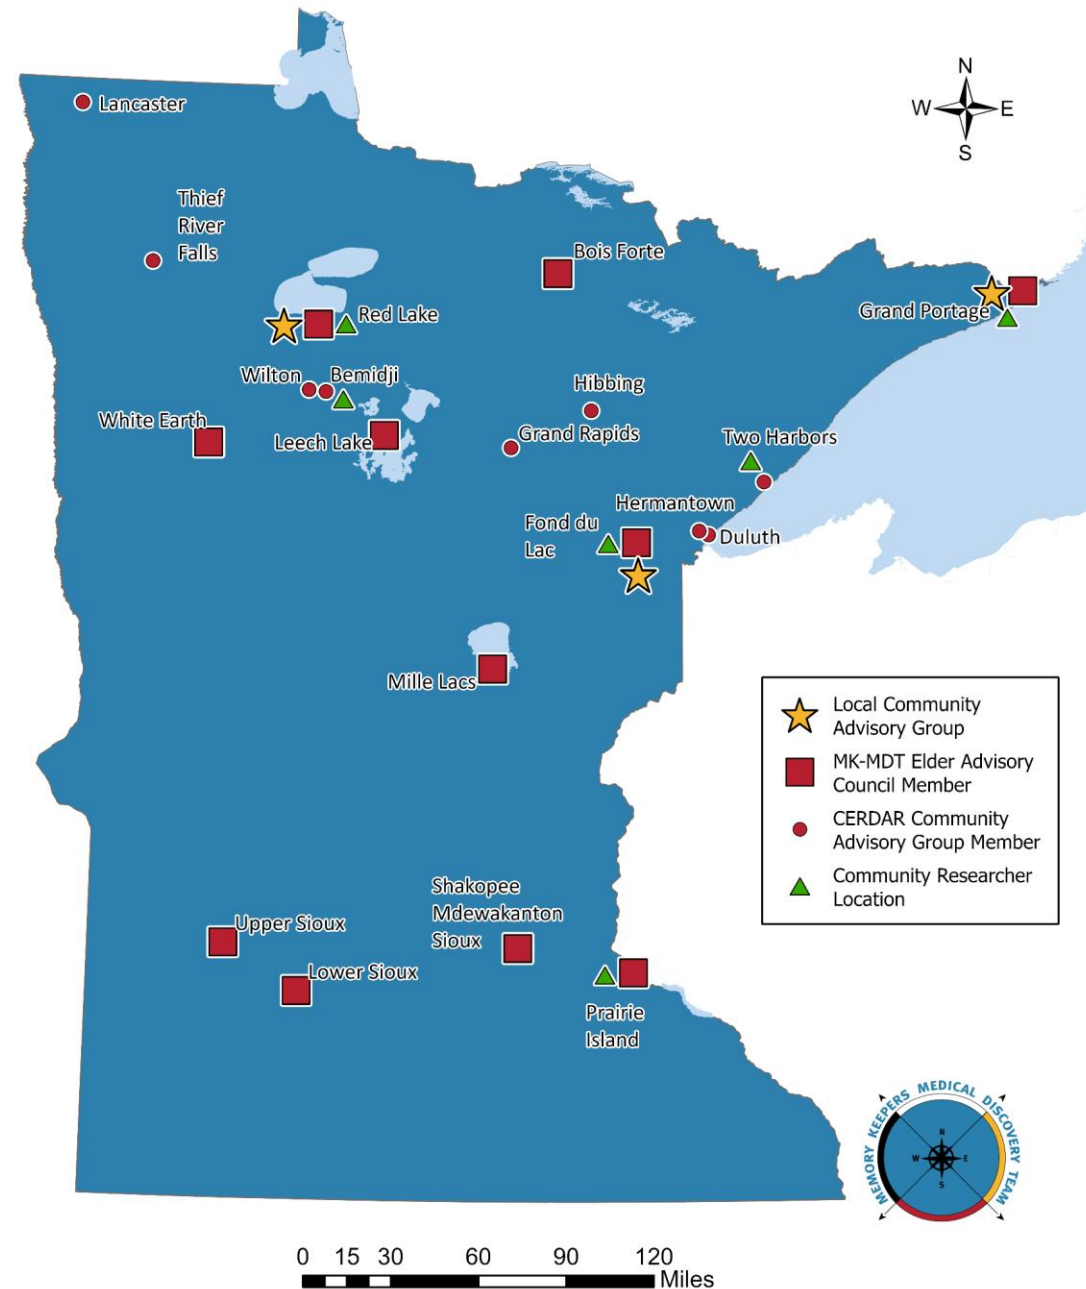 N
W
E
S
Lancaster
Thief
River
Falls
Bois Forte
Grand Portage
Red Lake
Wilton
Bemidji
Hibbing
White Earth
Leech Lake
Grand Rapids
Two Harbors
Hermantown
Fond du
Lac
Duluth
Mille Lacs
Local Community
Advisory Group
MK-MDT Elder Advisory
Council Member
CERDAR Community
Advisory Group Member
Community Researcher
Location
Shakopee
Mdewakanton
Sioux
Upper Sioux
Lower Sioux
Prairie
Island
MEMORY KEEPERS MEDICAL DISCOVERY TEAM
N
W
E
S
0 15 30 60 90 120
Miles